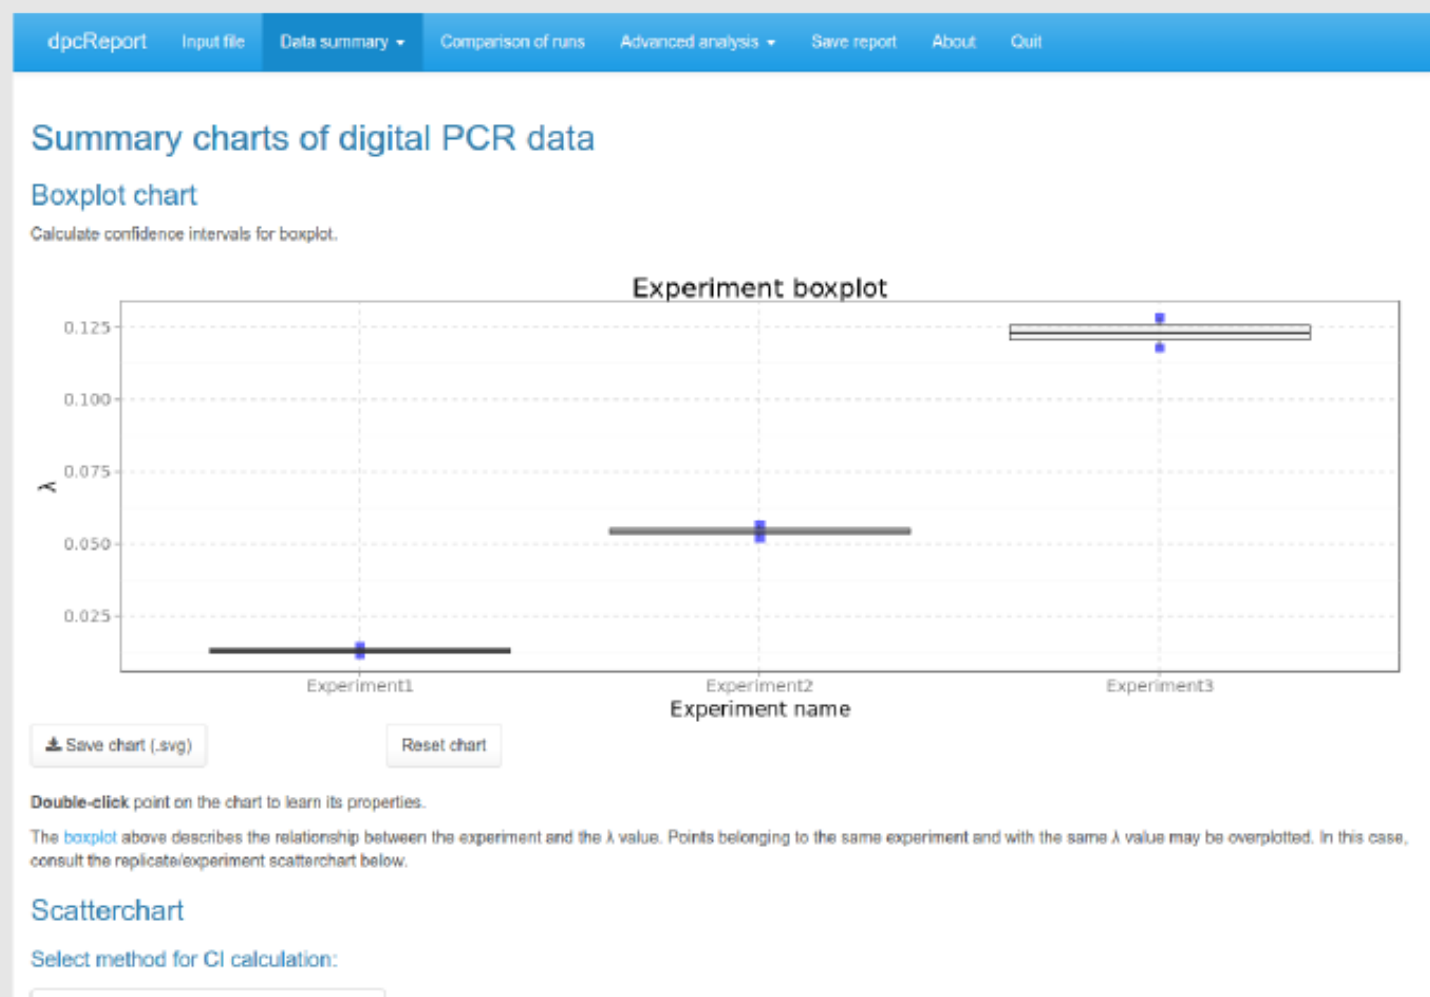 dpcReport Input file Data summary Comparison of runs Advanced analysis Save report About Quit
Summary charts of digital PCR data
Boxplot chart
Calculate confidence intervals for boxplot.
Experiment boxplot
0.125
0.100
0.075
λ
0.050
0.025
Experiment1 Experiment2 Experiment3
Experiment name
Save chart (.svg) Reset chart
Double-click point on the chart to learn its properties.
The boxplot above describes the relationship between the experiment and the λ value. Points belonging to the same experiment and with the same λ value may be overplotted. In this case,
consult the replicate/experiment scatterchart below.
Scatterchart
Select method for CI calculation: